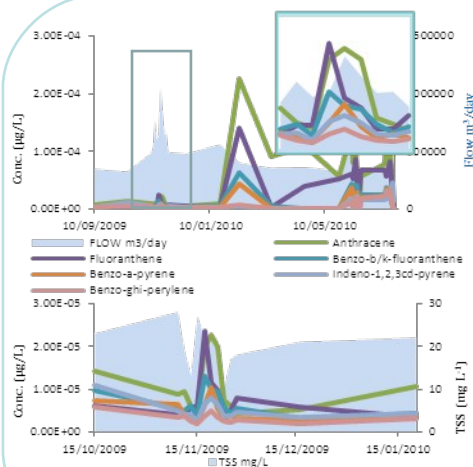 3.00E-04
2.00E-04
1.00E-04
0.00E+00
Conc. (µg/L)
10/09/2009
10/01/2010
10/05/2010
0
Flow m³/day
FLOW m3/day
Anthracene
Fluoranthene
Benzo-b/k-fluoranthene
Benzo-a-pyrene
Indeno-1,2,3cd-pyrene
Benzo-ghi-perylene
3.00E-05
2.00E-05
1.00E-05
0.00E+00
Conc. (µg/L)
30
20
10
0
TSS (mg L⁻¹)
15/10/2009
15/11/2009
15/12/2009
15/01/2010
TSS mg/L